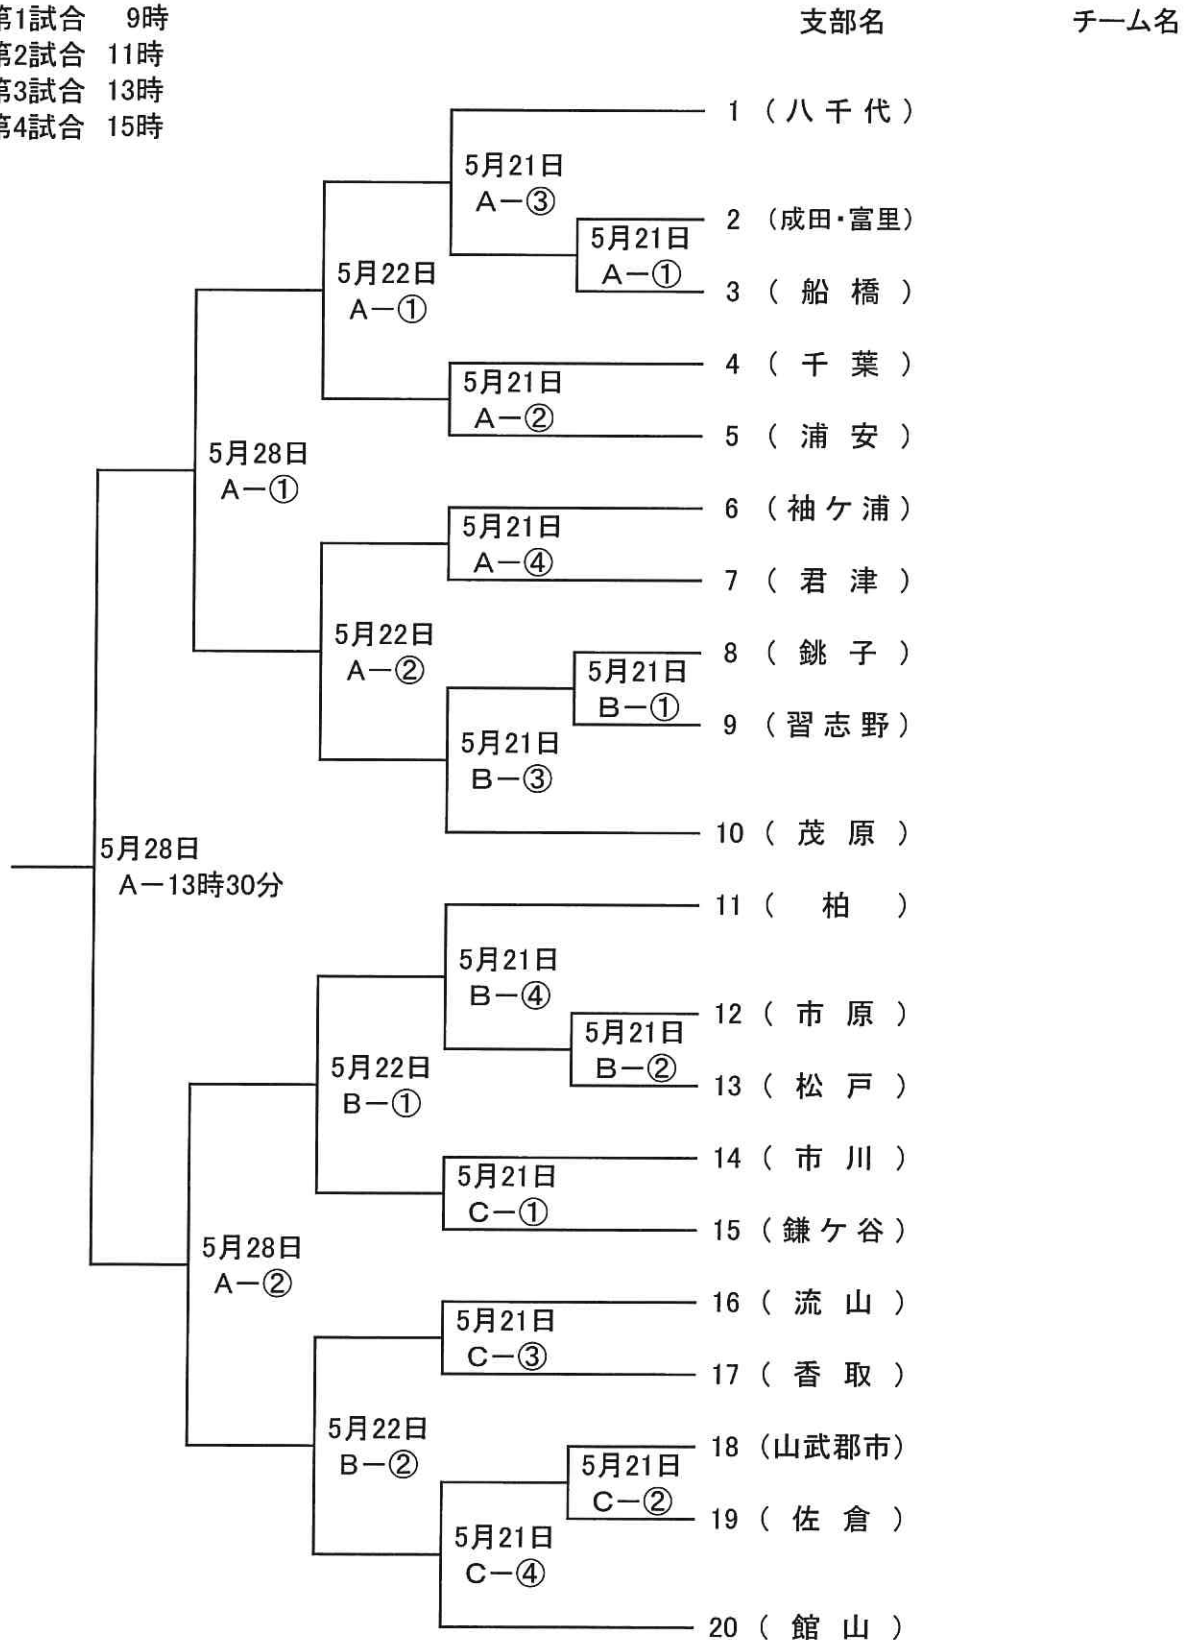 第1試合 9時
第2試合 11時
第3試合 13時
第4試合 15時
支部名 チーム名
1 (八千代)
5月21日
A－③
2 (成田・富里)
5月21日
A－①
3 (船橋)
5月22日
A－①
4 (千葉)
5月21日
A－②
5 (浦安)
5月28日
A－①
6 (袖ケ浦)
5月21日
A－④
7 (君津)
5月22日
A－②
8 (銚子)
5月21日
B－①
9 (習志野)
5月21日
B－③
10 (茂原)
5月28日
A－13時30分
11 (柏)
5月21日
B－④
12 (市原)
5月21日
B－②
13 (松戸)
5月22日
B－①
14 (市川)
5月21日
C－①
15 (鎌ケ谷)
5月28日
A－②
16 (流山)
5月21日
C－③
17 (香取)
5月22日
B－②
18 (山武郡市)
5月21日
C－②
19 (佐倉)
5月21日
C－④
20 (館山)